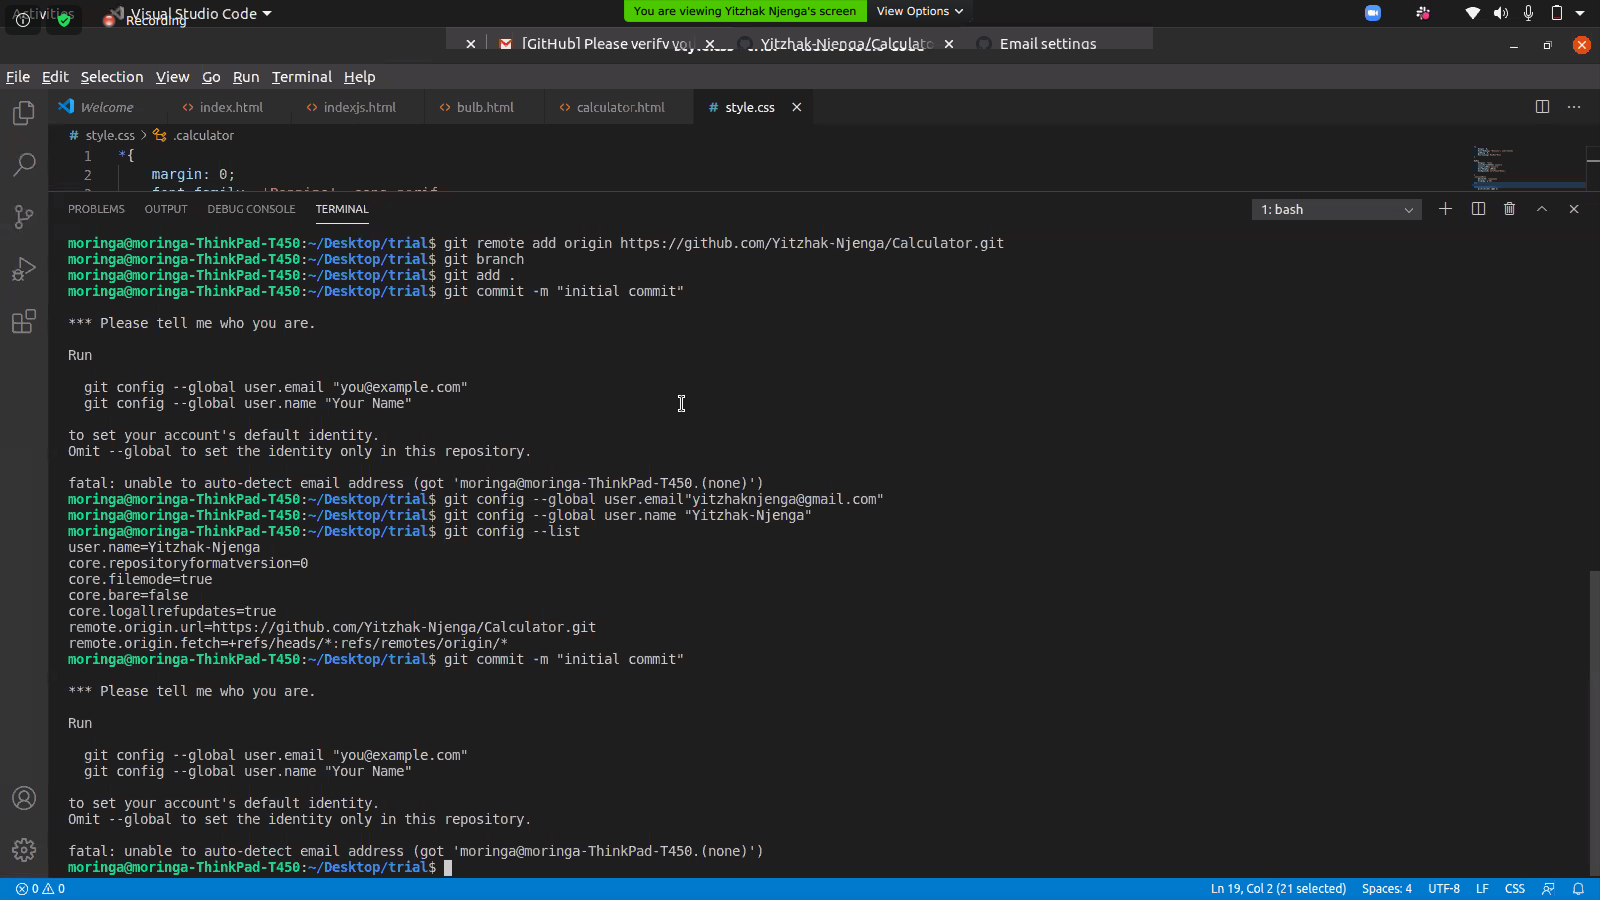 Activities
Visual Studio Code
Recording
You are viewing Yitzhak Njenga's screen
View Options
[GitHub] Please verify you
Yitzhak-Njenga/Calculato
Email settings
File Edit Selection View Go Run Terminal Help
Welcome
index.html
indexjs.html
bulb.html
calculator.html
style.css
style.css > .calculator
1 *{
2 margin: 0;
PROBLEMS OUTPUT DEBUG CONSOLE TERMINAL
1: bash
moringa@moringa-ThinkPad-T450:~/Desktop/trial$ git remote add origin https://github.com/Yitzhak-Njenga/Calculator.git
moringa@moringa-ThinkPad-T450:~/Desktop/trial$ git branch
moringa@moringa-ThinkPad-T450:~/Desktop/trial$ git add .
moringa@moringa-ThinkPad-T450:~/Desktop/trial$ git commit -m "initial commit"
*** Please tell me who you are.
Run
git config --global user.email "you@example.com"
git config --global user.name "Your Name"
to set your account's default identity.
Omit --global to set the identity only in this repository.
fatal: unable to auto-detect email address (got 'moringa@moringa-ThinkPad-T450.(none)')
moringa@moringa-ThinkPad-T450:~/Desktop/trial$ git config --global user.email"yitzhaknjenga@gmail.com"
moringa@moringa-ThinkPad-T450:~/Desktop/trial$ git config --global user.name "Yitzhak-Njenga"
moringa@moringa-ThinkPad-T450:~/Desktop/trial$ git config --list
user.name=Yitzhak-Njenga
core.repositoryformatversion=0
core.filemode=true
core.bare=false
core.logallrefupdates=true
remote.origin.url=https://github.com/Yitzhak-Njenga/Calculator.git
remote.origin.fetch=+refs/heads/*:refs/remotes/origin/*
moringa@moringa-ThinkPad-T450:~/Desktop/trial$ git commit -m "initial commit"
*** Please tell me who you are.
Run
git config --global user.email "you@example.com"
git config --global user.name "Your Name"
to set your account's default identity.
Omit --global to set the identity only in this repository.
fatal: unable to auto-detect email address (got 'moringa@moringa-ThinkPad-T450.(none)')
moringa@moringa-ThinkPad-T450:~/Desktop/trial$
0 0
Ln 19, Col 2 (21 selected) Spaces: 4 UTF-8 LF CSS